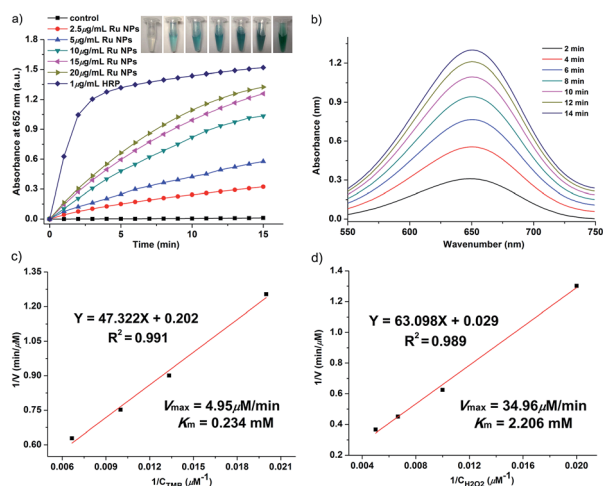 a)
control
2.5μg/mL Ru NPs
5μg/mL Ru NPs
10μg/mL Ru NPs
15μg/mL Ru NPs
20μg/mL Ru NPs
1μg/mL HRP
Absorbance at 652 nm (a.u.)
1.8
1.5
1.2
0.9
0.6
0.3
0.0
0
5
10
15
Time (min)
b)
2 min
4 min
6 min
8 min
10 min
12 min
14 min
Absorbance (a.u.)
1.2
0.9
0.6
0.3
0.0
550
600
650
700
750
Wavenumber (nm)
c)
1/V (min/μM)
1.35
1.20
1.05
0.90
0.75
0.60
Y = 47.322X + 0.202
R² = 0.991
Vmax = 4.95μM/min
Km = 0.234 mM
0.006
0.009
0.012
0.015
0.018
0.021
1/CTMB (μM⁻¹)
d)
1/V (min/μM)
1.4
1.2
1.0
0.8
0.6
0.4
0.2
Y = 63.098X + 0.029
R² = 0.989
Vmax = 34.96μM/min
Km = 2.206 mM
0.004
0.008
0.012
0.016
0.020
1/CH2O2 (μM⁻¹)